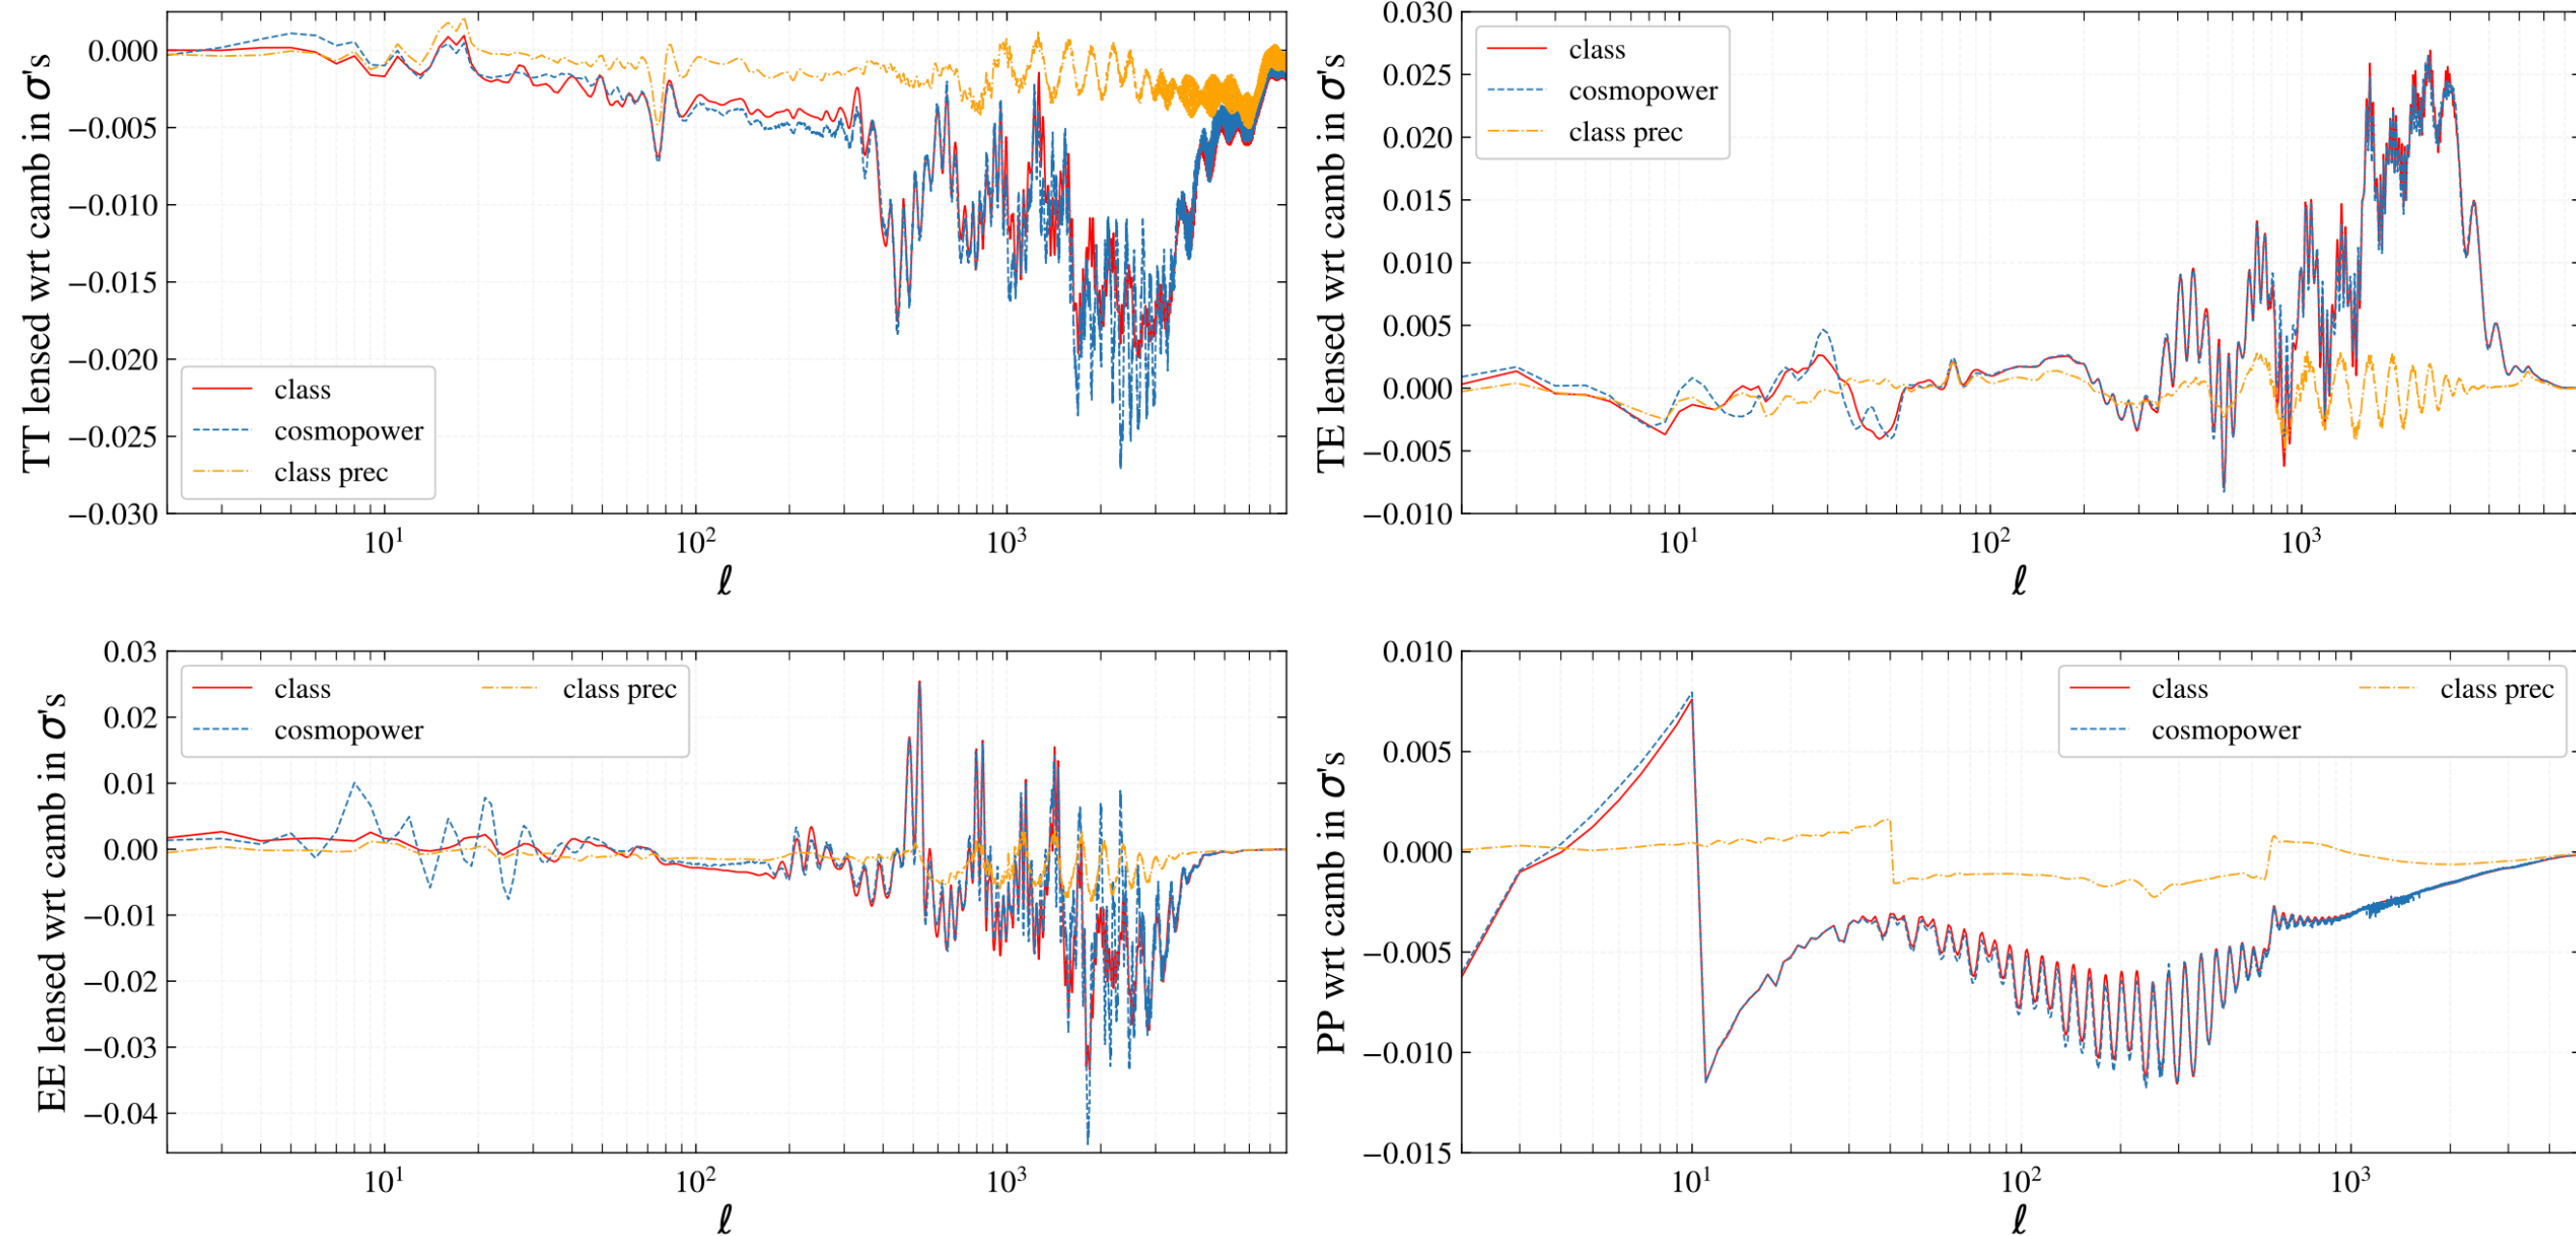 TT lensed wrt camb in σ's
0.000
−0.005
−0.010
−0.015
−0.020
−0.025
−0.030
class
cosmopower
class prec
10¹
10²
10³
ℓ
TE lensed wrt camb in σ's
0.030
0.025
0.020
0.015
0.010
0.005
0.000
−0.005
−0.010
class
cosmopower
class prec
10¹
10²
10³
ℓ
EE lensed wrt camb in σ's
0.03
0.02
0.01
0.00
−0.01
−0.02
−0.03
−0.04
class
class prec
cosmopower
10¹
10²
10³
ℓ
PP wrt camb in σ's
0.010
0.005
0.000
−0.005
−0.010
−0.015
class
class prec
cosmopower
10¹
10²
10³
ℓ